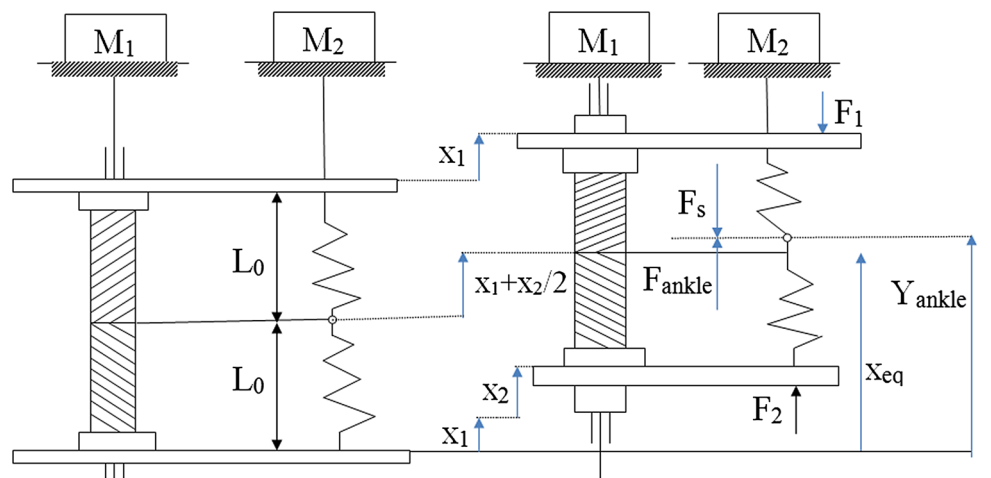 M₁
M₂
M₁
M₂
F₁
x₁
Fₛ
L₀
x₁+x₂/2
Fₐₙₖₗₑ
Yₐₙₖₗₑ
L₀
x₂
xₑq
F₂
x₁